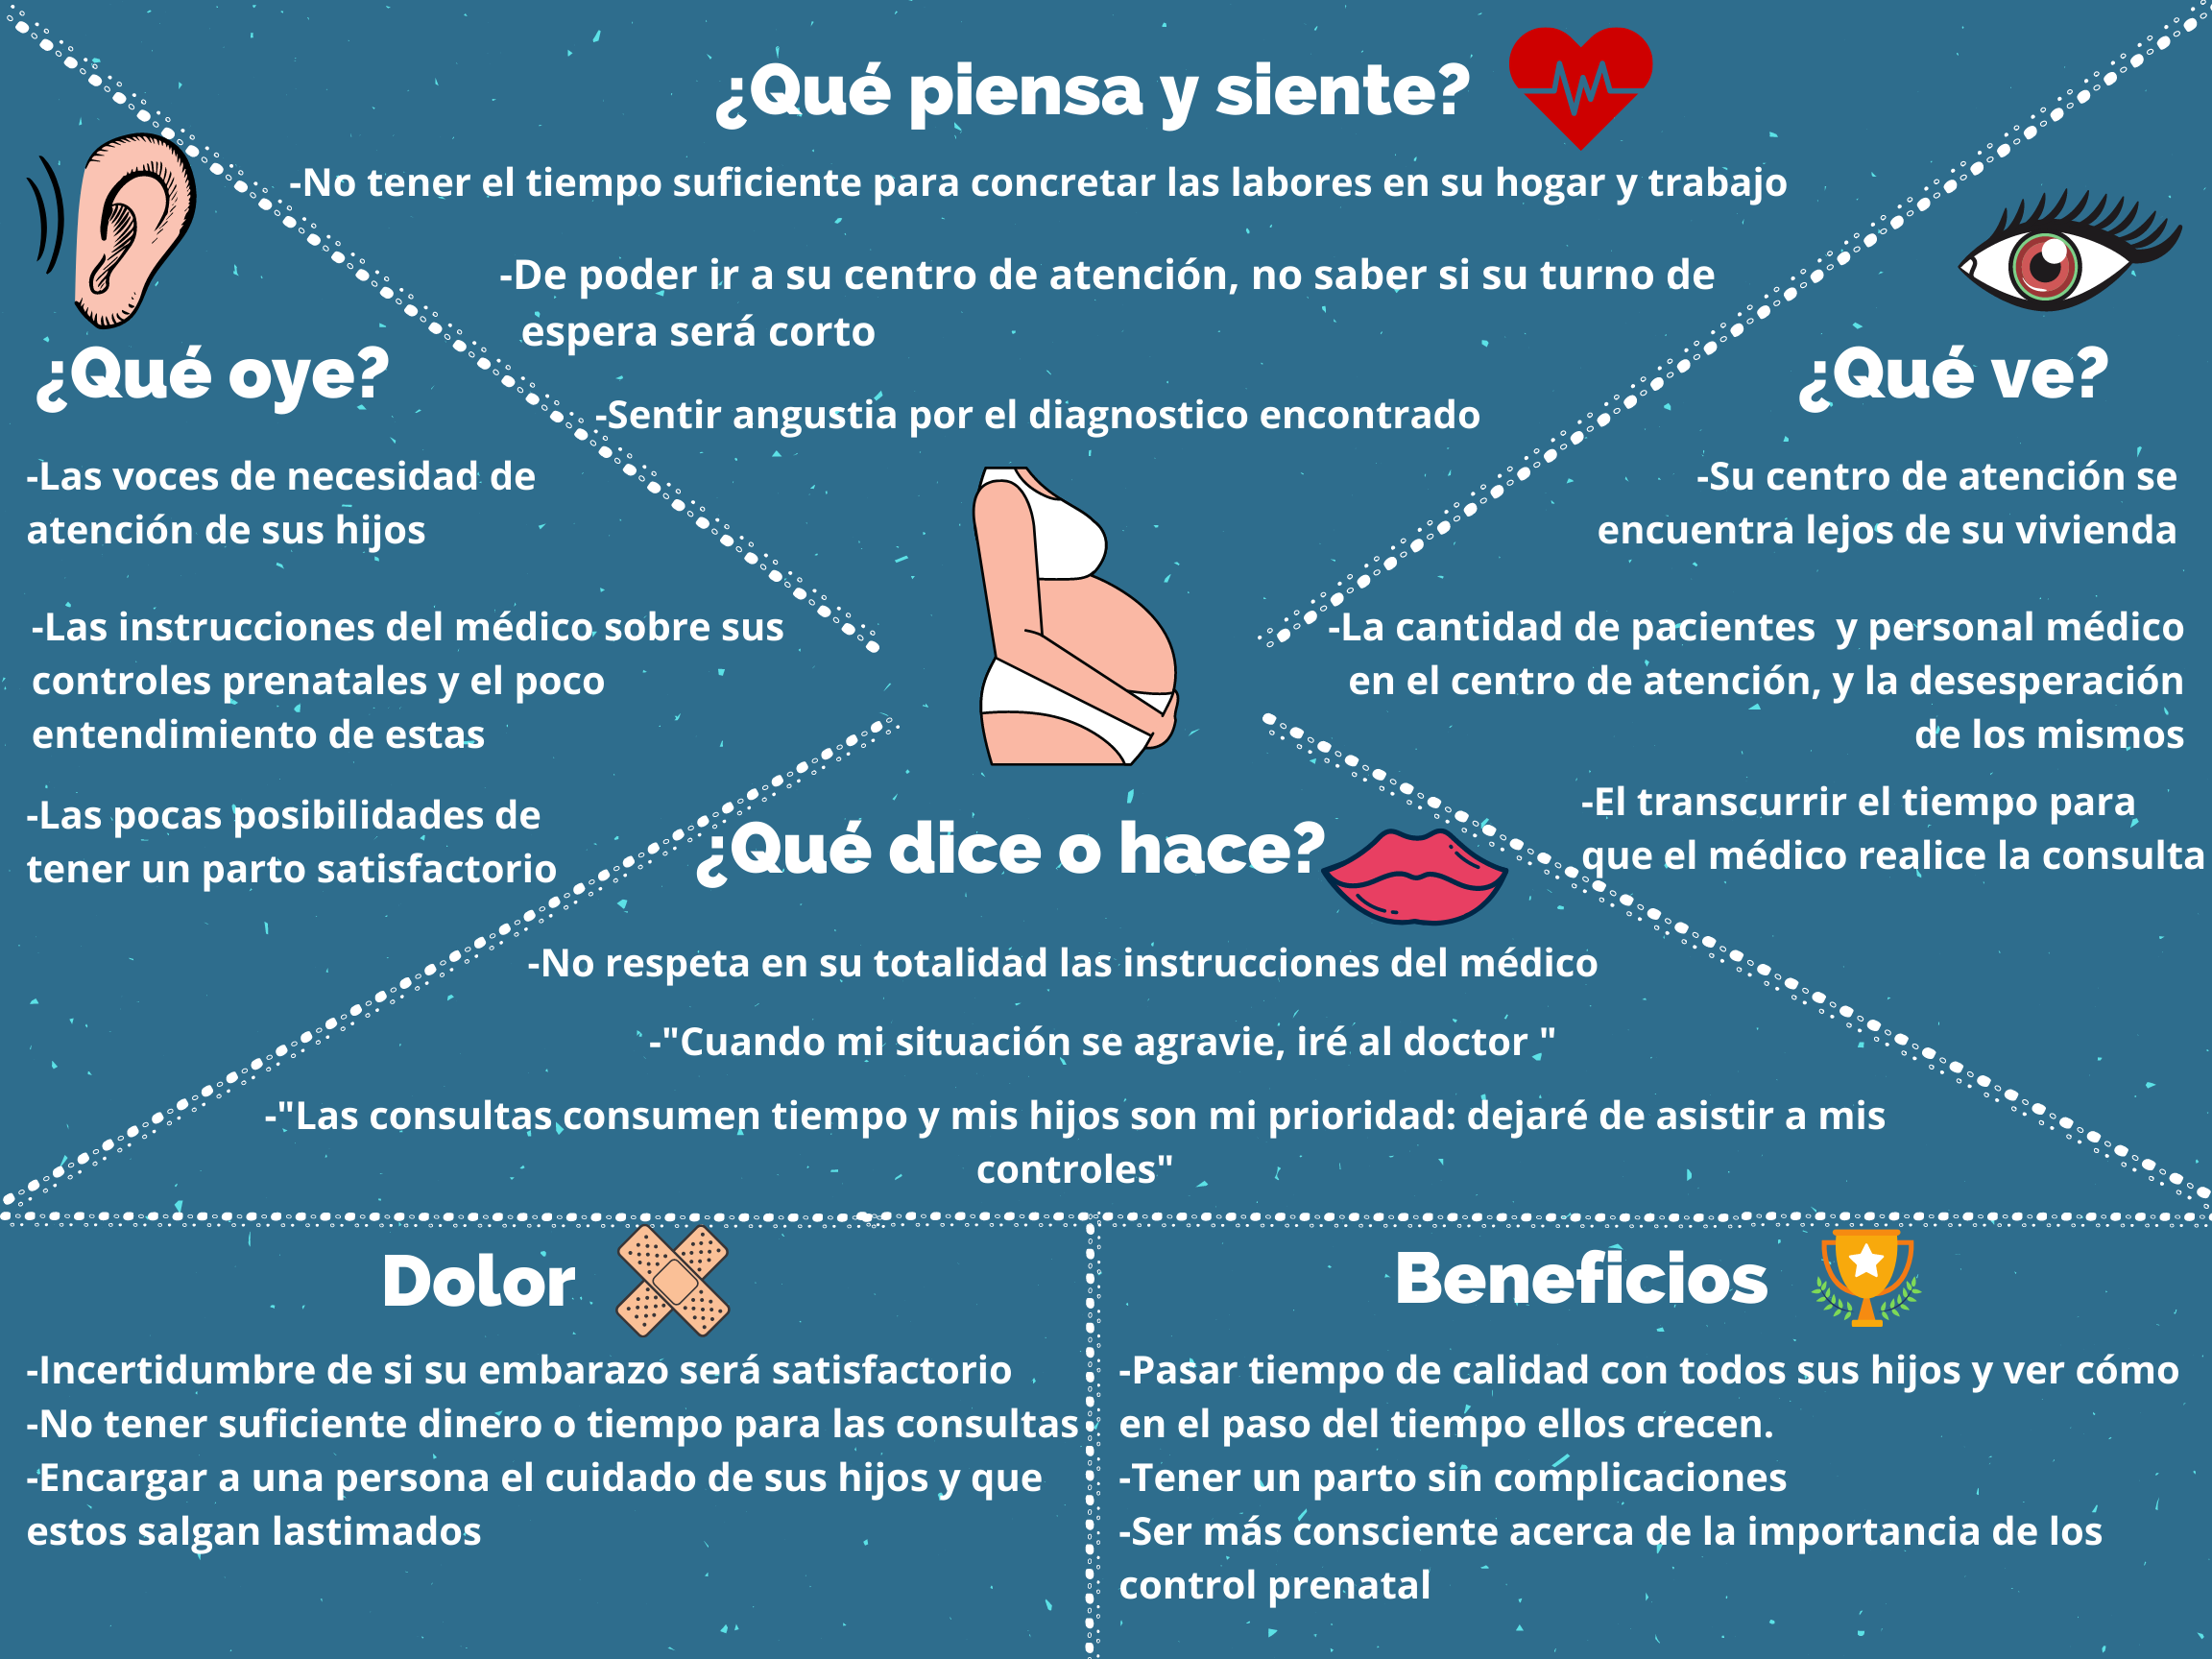 ¿Qué piensa y siente?
-No tener el tiempo suficiente para concretar las labores en su hogar y trabajo
-De poder ir a su centro de atención, no saber si su turno de
espera será corto
-Sentir angustia por el diagnostico encontrado
¿Qué oye?
-Las voces de necesidad de
atención de sus hijos
-Las instrucciones del médico sobre sus
controles prenatales y el poco
entendimiento de estas
-Las pocas posibilidades de
tener un parto satisfactorio
¿Qué ve?
-Su centro de atención se
encuentra lejos de su vivienda
-La cantidad de pacientes  y personal médico
en el centro de atención, y la desesperación
de los mismos
-El transcurrir el tiempo para
que el médico realice la consulta
¿Qué dice o hace?
-No respeta en su totalidad las instrucciones del médico
-"Cuando mi situación se agravie, iré al doctor "
-"Las consultas consumen tiempo y mis hijos son mi prioridad: dejaré de asistir a mis
controles"
Dolor
-Incertidumbre de si su embarazo será satisfactorio
-No tener suficiente dinero o tiempo para las consultas
-Encargar a una persona el cuidado de sus hijos y que
estos salgan lastimados
Beneficios
-Pasar tiempo de calidad con todos sus hijos y ver cómo
en el paso del tiempo ellos crecen.
-Tener un parto sin complicaciones
-Ser más consciente acerca de la importancia de los
control prenatal